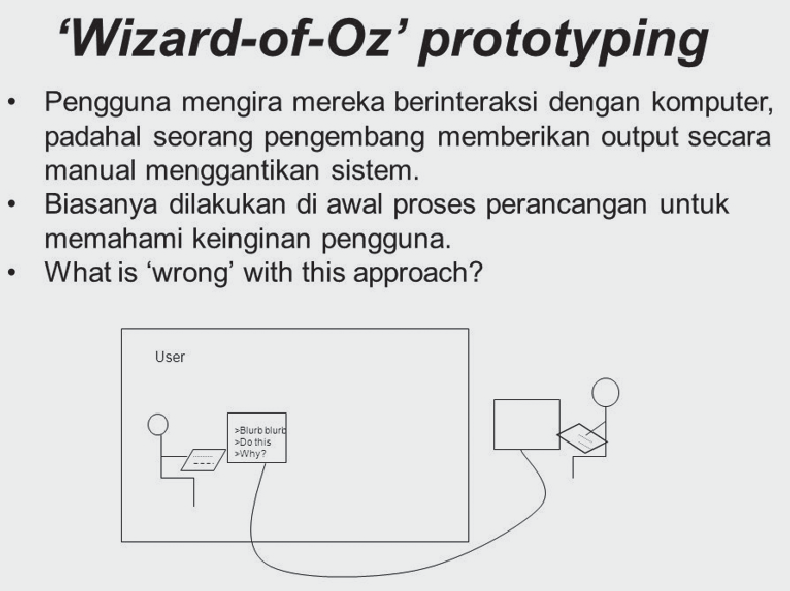 ‘Wizard-of-Oz’ prototyping
• Pengguna mengira mereka berinteraksi dengan komputer,
padahal seorang pengembang memberikan output secara
manual menggantikan sistem.
• Biasanya dilakukan di awal proses perancangan untuk
memahami keinginan pengguna.
• What is ‘wrong’ with this approach?
User
>Blurb blurb
>Do this
>Why?